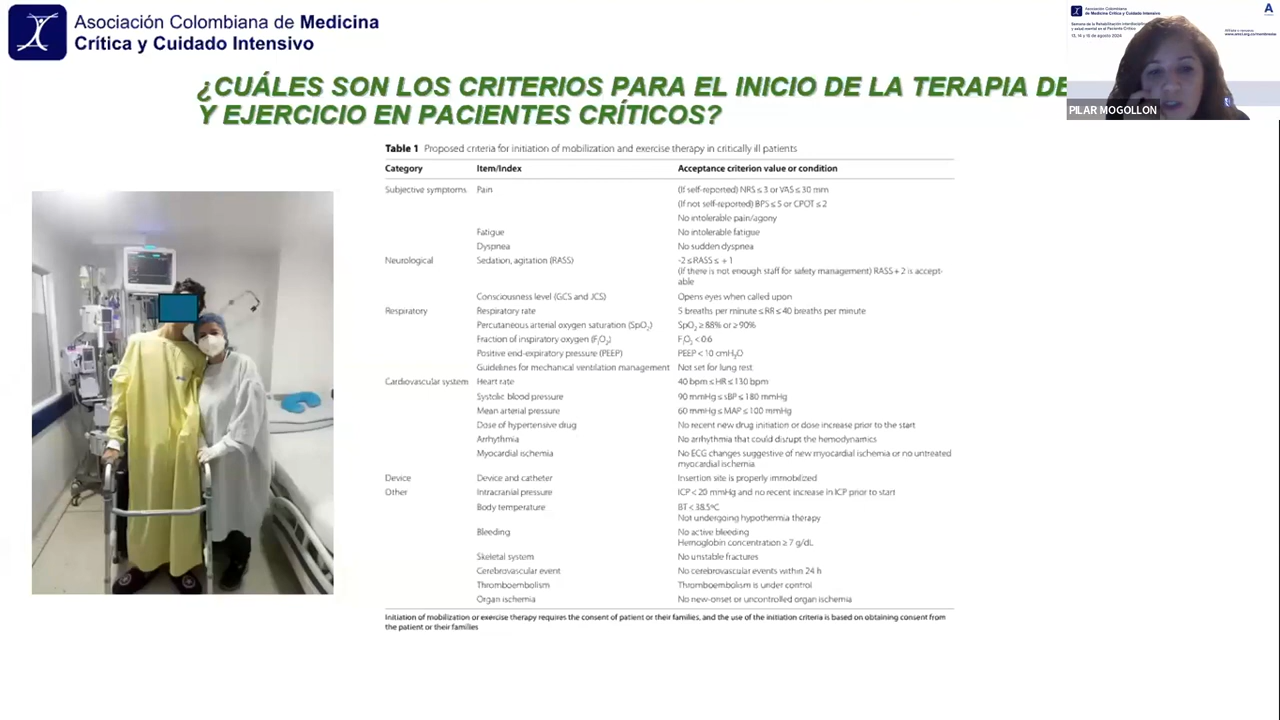 Asociación Colombiana de Medicina
Crítica y Cuidado Intensivo
¿CUÁLES SON LOS CRITERIOS PARA EL INICIO DE LA TERAPIA DE
Y EJERCICIO EN PACIENTES CRÍTICOS?
Asociación Colombiana
de Medicina Crítica y Cuidado Intensivo
PILAR MOGOLLON
Table 1 Proposed criteria for initiation of mobilization and exercise therapy in critically ill patients
Category Item/Index Acceptance criterion value or condition
Subjective symptoms Pain (If self-reported) NRS ≤ 3 or VAS ≤ 30 mm
(If not self-reported) BPS ≤ 5 or CPOT ≤ 2
No intolerable pain/agony
Fatigue No intolerable fatigue
Dyspnea No sudden dyspnea
Neurological Sedation, agitation (RASS) -2 ≤ RASS ≤ + 1
(If there is not enough staff for safety management) RASS + 2 is accept-
able
Consciousness level (GCS and JCS) Opens eyes when called upon
Respiratory Respiratory rate 5 breaths per minute ≤ RR ≤ 40 breaths per minute
Percutaneous arterial oxygen saturation (SpO₂) SpO₂ ≥ 88% or ≥ 90%
Fraction of inspiratory oxygen (FᵢO₂) FᵢO₂ < 0.6
Positive end-expiratory pressure (PEEP) PEEP < 10 cmH₂O
Guidelines for mechanical ventilation management Not set for lung rest
Cardiovascular system Heart rate 40 bpm ≤ HR ≤ 130 bpm
Systolic blood pressure 90 mmHg ≤ sBP ≤ 180 mmHg
Mean arterial pressure 60 mmHg ≤ MAP ≤ 100 mmHg
Dose of hypertensive drug No recent new drug initiation or dose increase prior to the start
Arrhythmia No arrhythmia that could disrupt the hemodynamics
Myocardial ischemia No ECG changes suggestive of new myocardial ischemia or no untreated
myocardial ischemia
Device Device and catheter Insertion site is properly immobilized
Other Intracranial pressure ICP < 20 mmHg and no recent increase in ICP prior to start
Body temperature BT < 38.5ºC
Not undergoing hypothermia therapy
Bleeding No active bleeding
Hemoglobin concentration ≥ 7 g/dL
Skeletal system No unstable fractures
Cerebrovascular event No cerebrovascular events within 24 h
Thromboembolism Thromboembolism is under control
Organ ischemia No new-onset or uncontrolled organ ischemia
Initiation of mobilization or exercise therapy requires the consent of patient or their families, and the use of the initiation criteria is based on obtaining consent from
the patient or their families